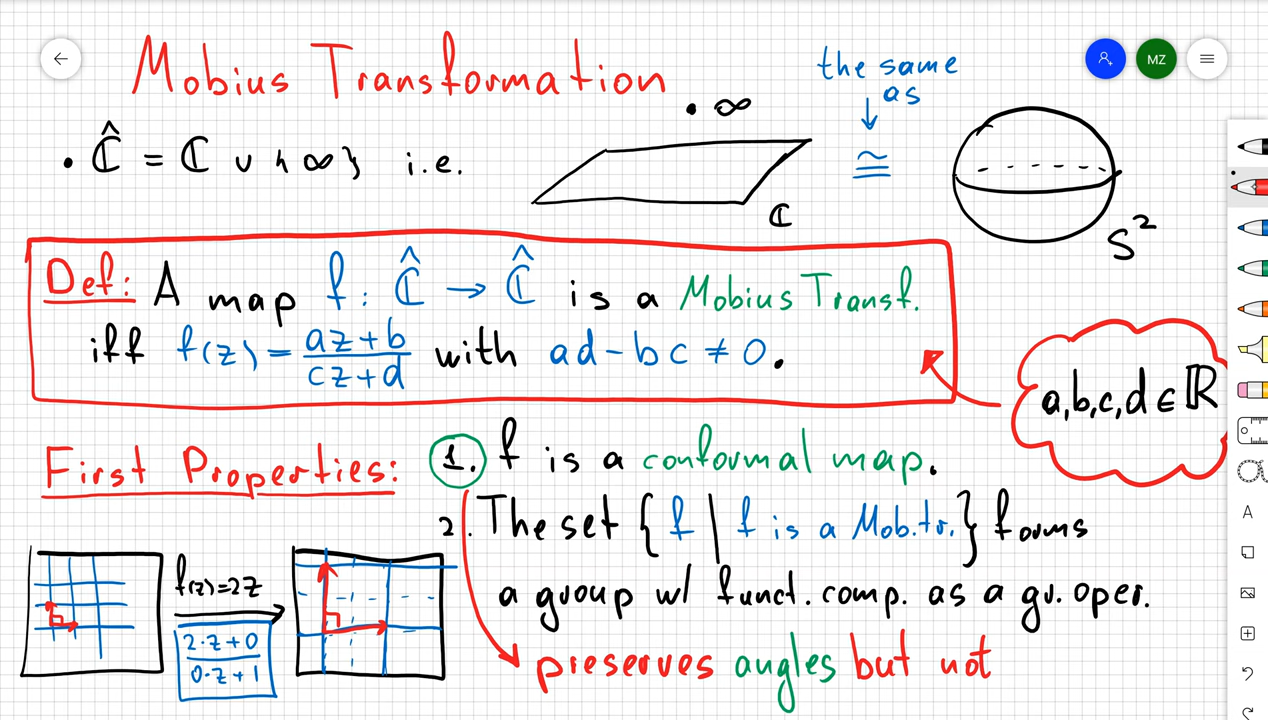 Mobius Transformation
the same
as
MZ
• ∞
• Ĉ = ℂ ∪ {∞} i.e.
≅
ℂ
S²
Def: A map f: Ĉ → Ĉ is a Mobius Transf.
iff f(z) = (az+b)/(cz+d) with ad-bc ≠ 0.
a,b,c,d ∈ ℝ
First Properties:
1. f is a conformal map.
2. The set { f | f is a Mob.tr. } forms
a group w/ funct. comp. as a gr. oper.
f(z)=2z
2·z+0
0·z+1
preserves angles but not
A